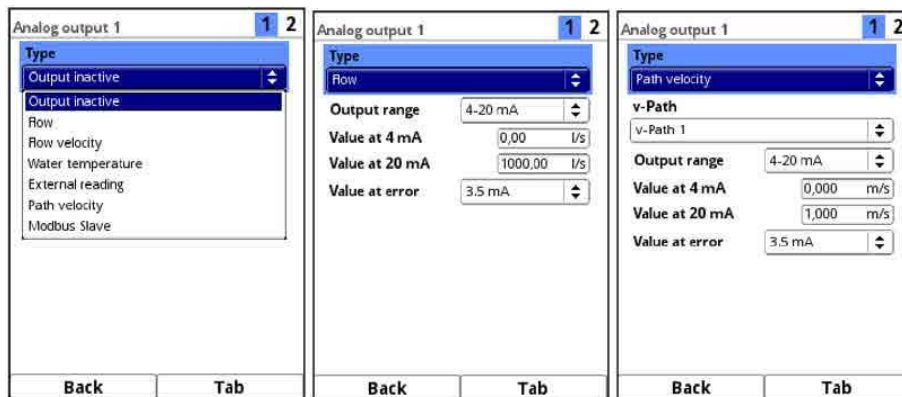 Analog output 1 1 2
Type
Output inactive
Output inactive
Flow
Flow velocity
Water temperature
External reading
Path velocity
Modbus Slave
Back Tab
Analog output 1 1 2
Type
Flow
Output range 4-20 mA
Value at 4 mA 0,00 l/s
Value at 20 mA 1000,00 l/s
Value at error 3.5 mA
Back Tab
Analog output 1 1 2
Type
Path velocity
v-Path
v-Path 1
Output range 4-20 mA
Value at 4 mA 0,000 m/s
Value at 20 mA 1,000 m/s
Value at error 3.5 mA
Back Tab